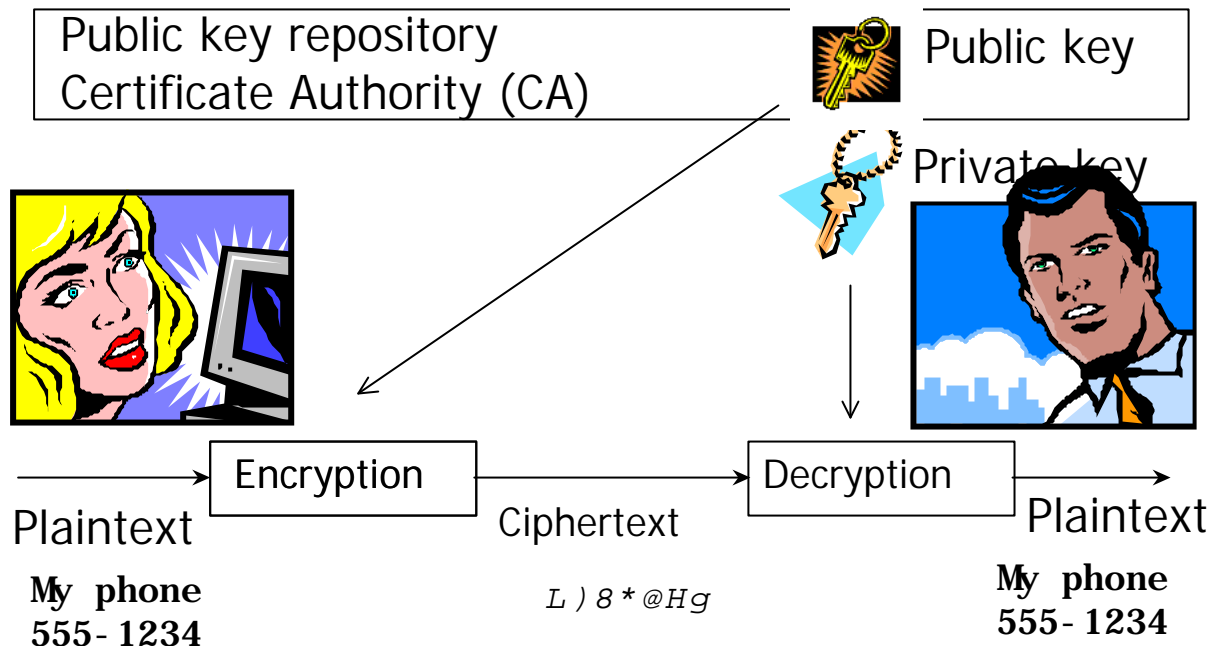 Public key repository
Certificate Authority (CA)
Public key
Private key
Encryption
Decryption
Plaintext
Ciphertext
Plaintext
My phone
555-1234
L)8*@Hg
My phone
555-1234